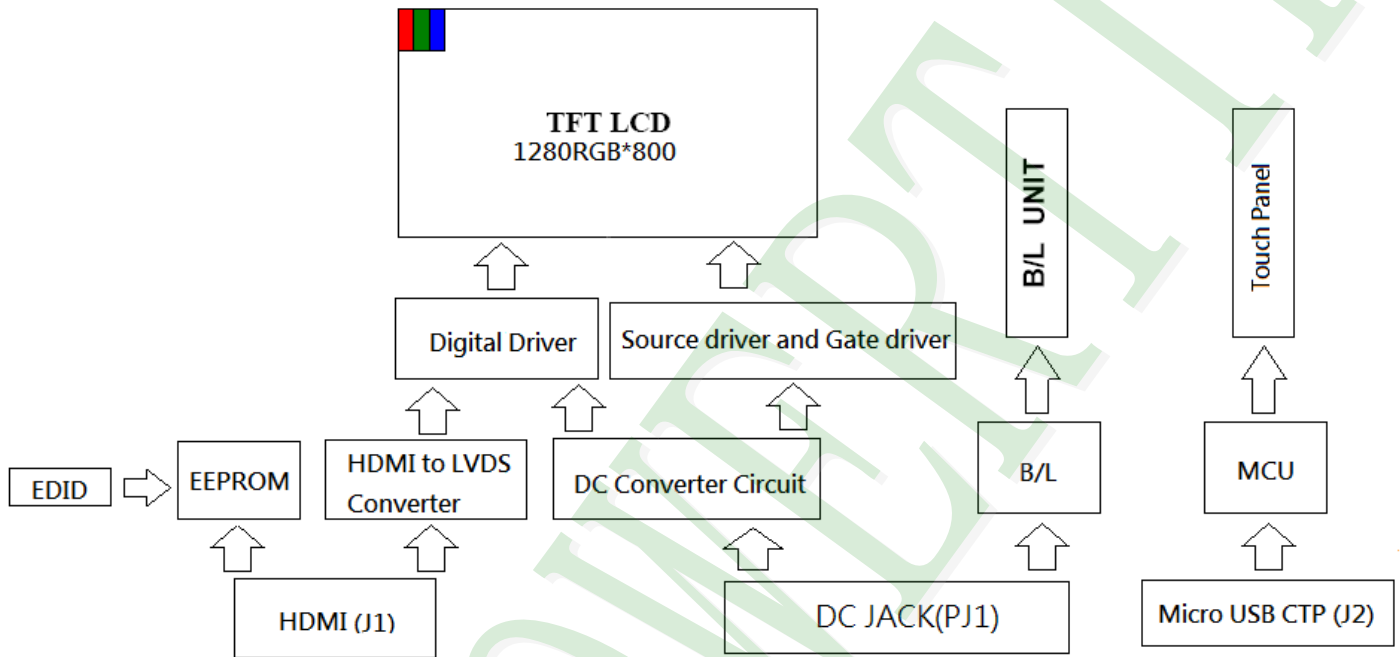 TFT LCD
1280RGB*800
B/L UNIT
Touch Panel
Digital Driver
Source driver and Gate driver
EDID
EEPROM
HDMI to LVDS
Converter
DC Converter Circuit
B/L
MCU
HDMI (J1)
DC JACK(PJ1)
Micro USB CTP (J2)